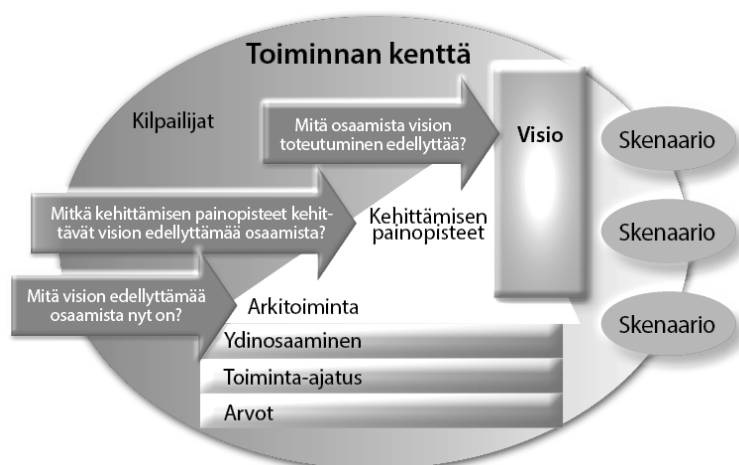 Toiminnan kenttä
Kilpailijat
Mitä osaamista vision
toteutuminen edellyttää?
Visio
Skenaario
Mitkä kehittämisen painopisteet kehit-
tävät vision edellyttämää osaamista?
Kehittämisen
painopisteet
Skenaario
Mitä vision edellyttämää
osaamista nyt on?
Arkitoiminta
Skenaario
Ydinosaaminen
Toiminta-ajatus
Arvot